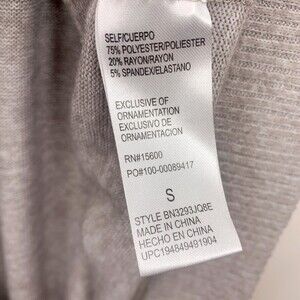 SELF/CUERPO
75% POLYESTER/POLIESTER
20% RAYON/RAYON
5% SPANDEX/ELASTANO
EXCLUSIVE OF
ORNAMENTATION
EXCLUSIVO DE
ORNAMENTACION
RN#15600
PO#100-00089417
S
STYLE BN3293JQ8E
MADE IN CHINA
HECHO EN CHINA
UPC194849491904